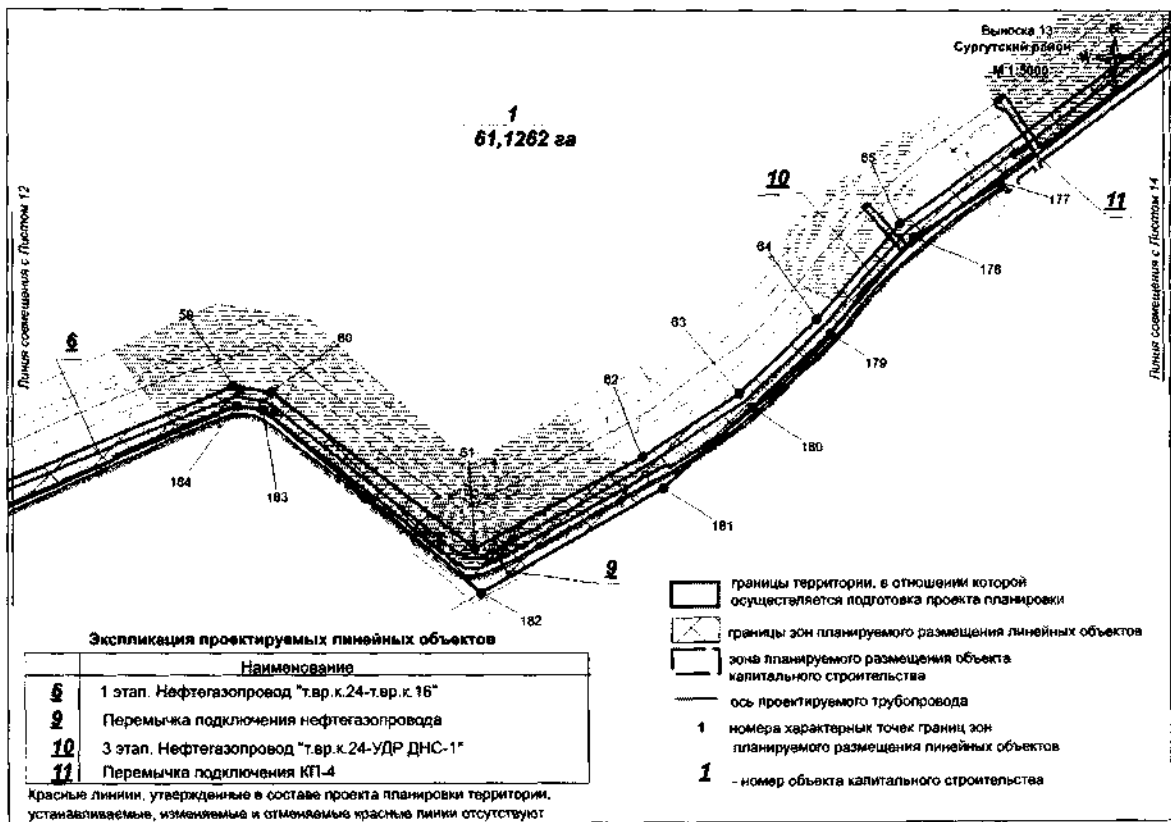 Выноска 13
Сургутский район
М 1:5000
1
61,1262 га
Линия совмещения с Листом 12
Линия совмещения с Листом 14
65
10
177
11
178
64
63
179
62
180
6
59
60
61
184
183
181
9
182
границы территории, в отношении которой
осуществляется подготовка проекта планировки
границы зон планируемого размещения линейных объектов
зона планируемого размещения объекта
капитального строительства
ось проектируемого трубопровода
1 номера характерных точек границ зон
планируемого размещения линейных объектов
1 - номер объекта капитального строительства
Экспликация проектируемых линейных объектов
Наименование
6 1 этап. Нефтегазопровод "т.вр.к.24-т.вр.к.16"
9 Перемычка подключения нефтегазопровода
10 3 этап. Нефтегазопровод "т.вр.к.24-УДР ДНС-1"
11 Перемычка подключения КП-4
Красные линиии, утвержденные в составе проекта планировки территории,
устанавливаемые, изменяемые и отменяемые красные линии отсутствуют